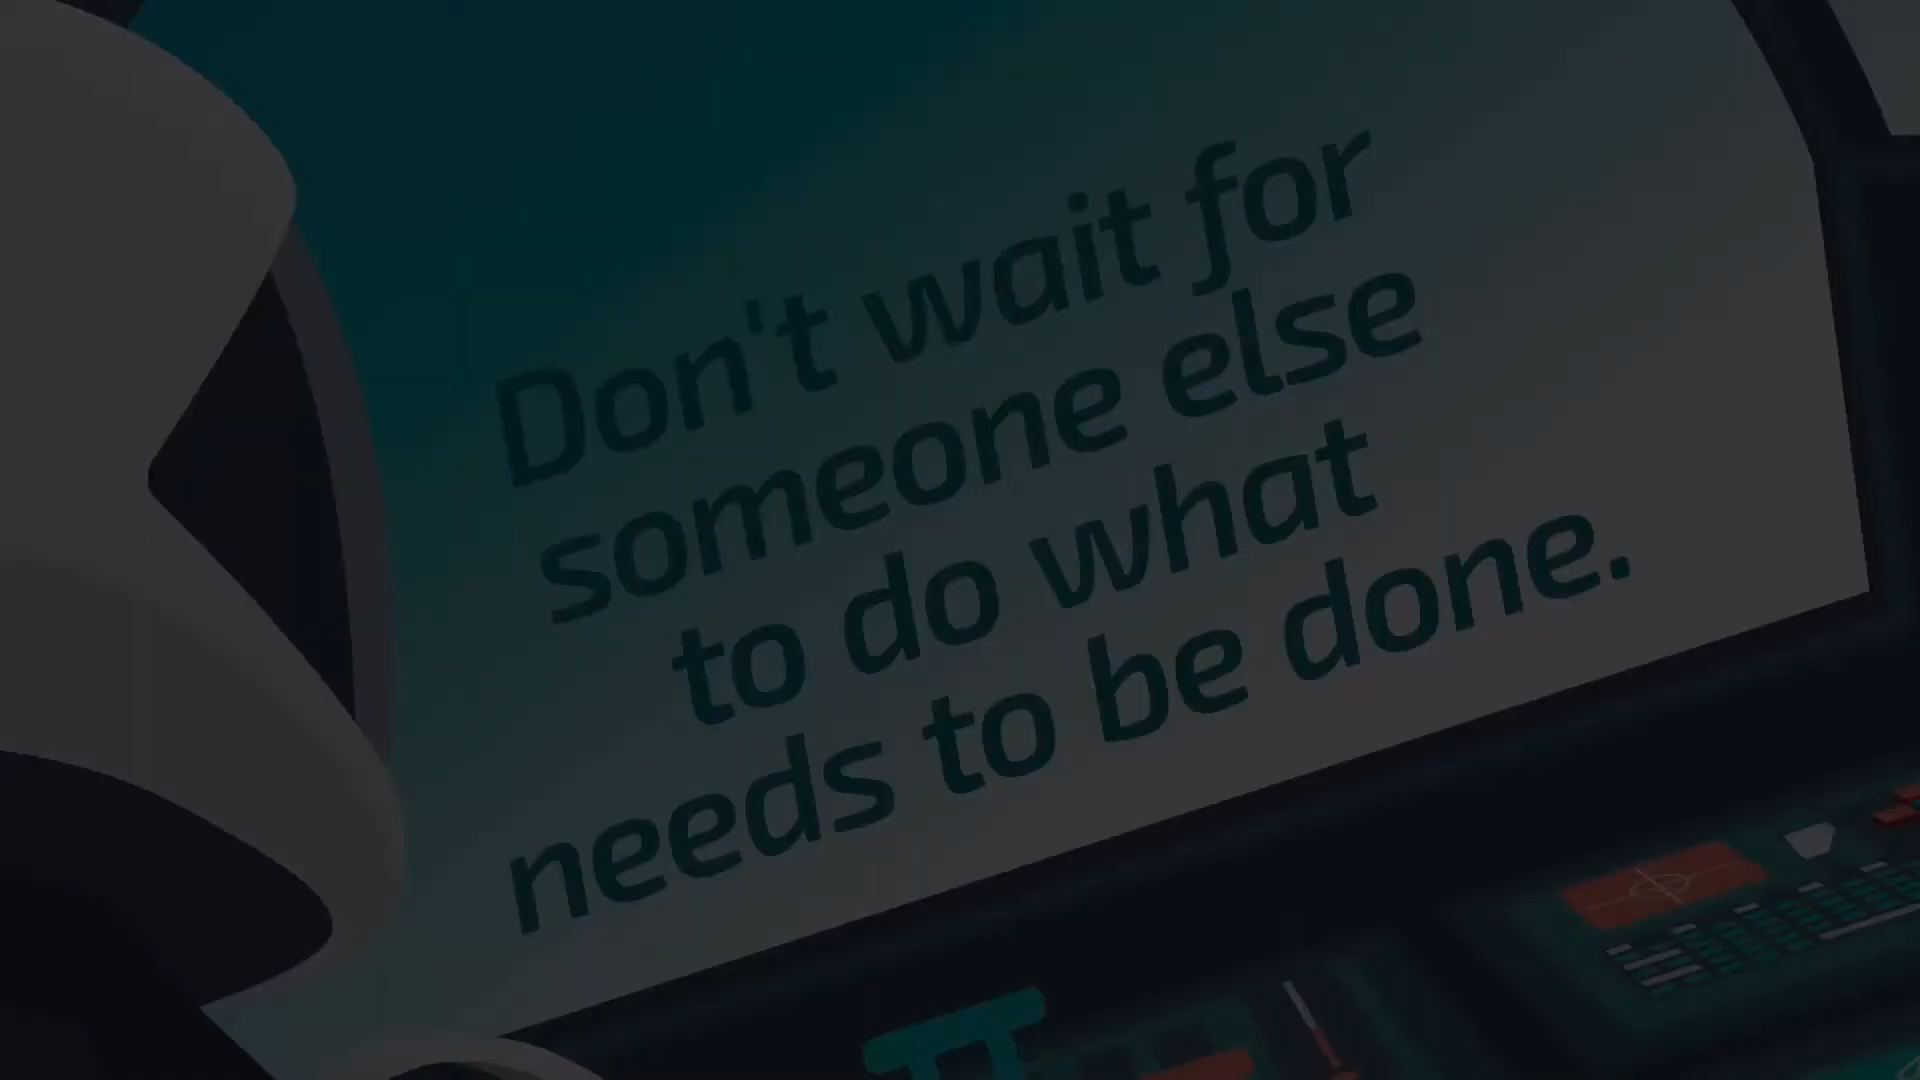 Don't wait for
someone else
to do what
needs to be done.